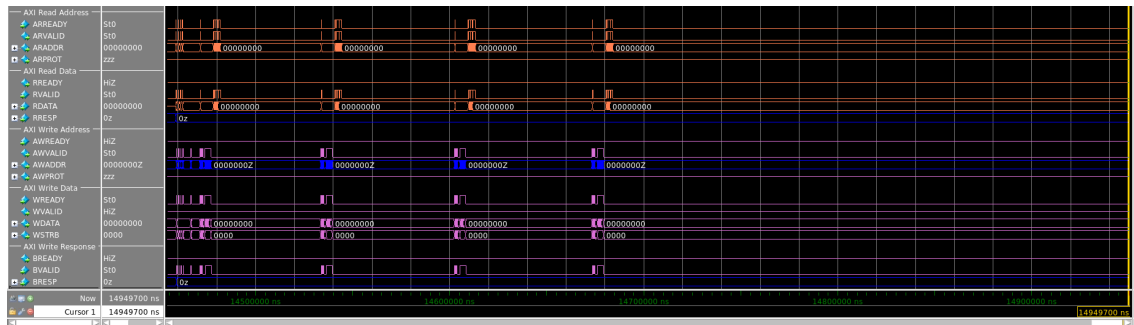 AXI Read Address
ARREADY St0
ARVALID St0
ARADDR 00000000 00000000 00000000 00000000 00000000
ARPROT zzz
AXI Read Data
RREADY HiZ
RVALID St0
RDATA 00000000 00000000 00000000 00000000 00000000
RRESP 0z 0z
AXI Write Address
AWREADY HiZ
AWVALID St0
AWADDR 0000000Z 0000000Z 0000000Z 0000000Z 0000000Z
AWPROT zzz
AXI Write Data
WREADY St0
WVALID HiZ
WDATA 00000000 00000000 00000000 00000000 00000000
WSTRB 0000 0000 0000 0000 0000
AXI Write Response
BREADY HiZ
BVALID St0
BRESP 0z 0z
Now 14949700 ns 14500000 ns 14600000 ns 14700000 ns 14800000 ns 14900000 ns
Cursor 1 14949700 ns 14949700 ns